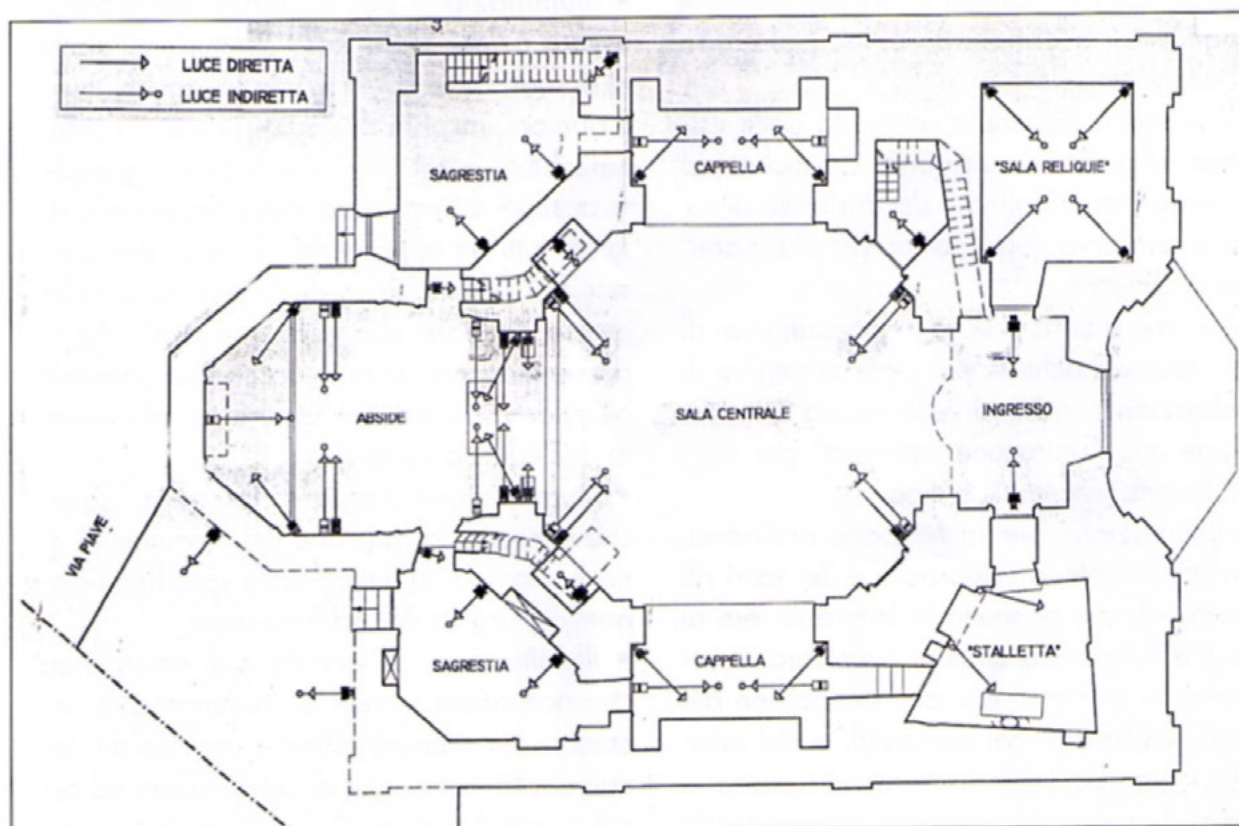 LUCE DIRETTA
LUCE INDIRETTA
SAGRESTIA
CAPPELLA
"SALA RELIQUIE"
ABSIDE
SALA CENTRALE
INGRESSO
VIA PIAVE
SAGRESTIA
CAPPELLA
"STALLETTA"